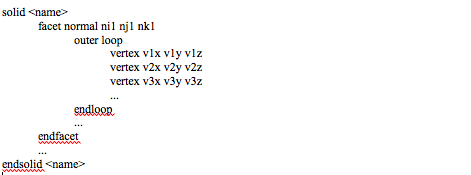 solid <name>
facet normal ni1 nj1 nk1
outer loop
vertex v1x v1y v1z
vertex v2x v2y v2z
vertex v3x v3y v3z
...
endloop
...
endfacet
...
endsolid <name>